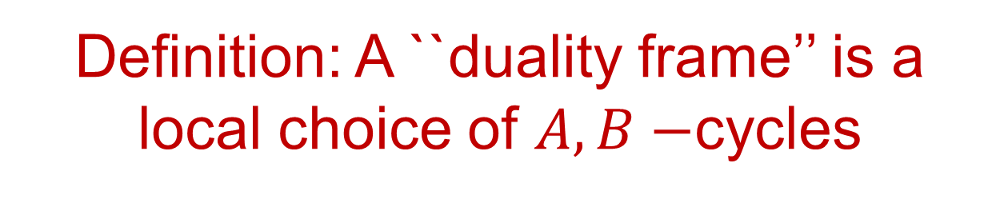 Definition: A ``duality frame’’ is a
local choice of 𝐴, 𝐵 −cycles